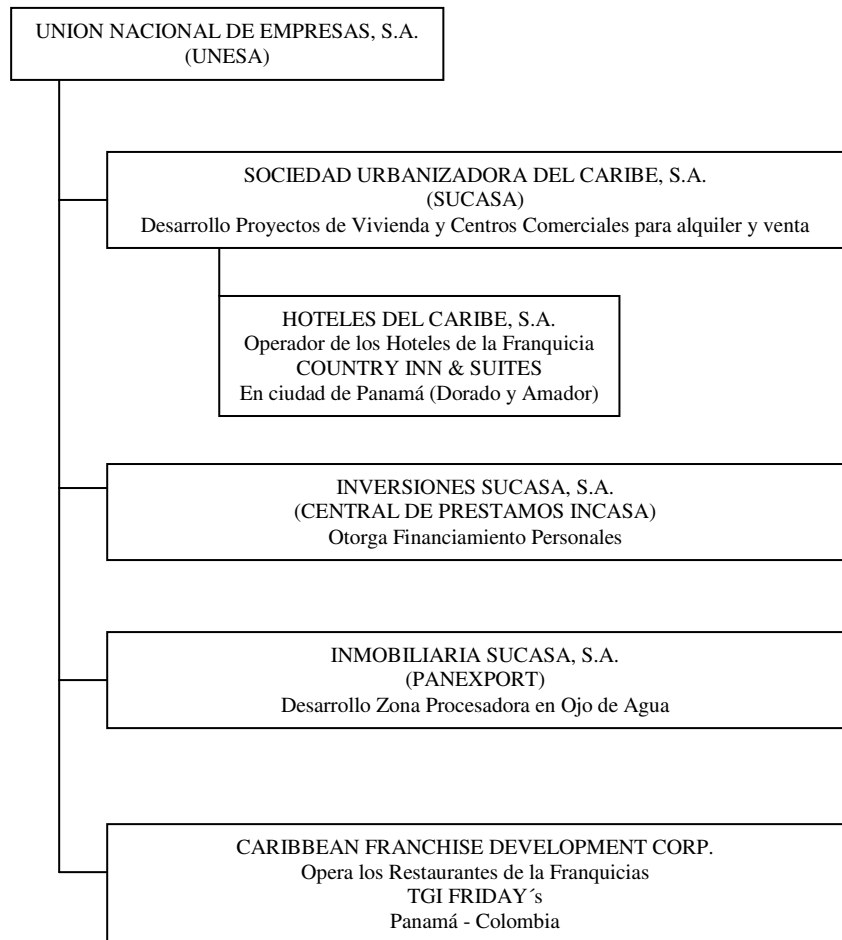 UNION NACIONAL DE EMPRESAS, S.A.
(UNESA)
SOCIEDAD URBANIZADORA DEL CARIBE, S.A.
(SUCASA)
Desarrollo Proyectos de Vivienda y Centros Comerciales para alquiler y venta
HOTELES DEL CARIBE, S.A.
Operador de los Hoteles de la Franquicia
COUNTRY INN & SUITES
En ciudad de Panamá (Dorado y Amador)
INVERSIONES SUCASA, S.A.
(CENTRAL DE PRESTAMOS INCASA)
Otorga Financiamiento Personales
INMOBILIARIA SUCASA, S.A.
(PANEXPORT)
Desarrollo Zona Procesadora en Ojo de Agua
CARIBBEAN FRANCHISE DEVELOPMENT CORP.
Opera los Restaurantes de la Franquicias
TGI FRIDAY´s
Panamá - Colombia